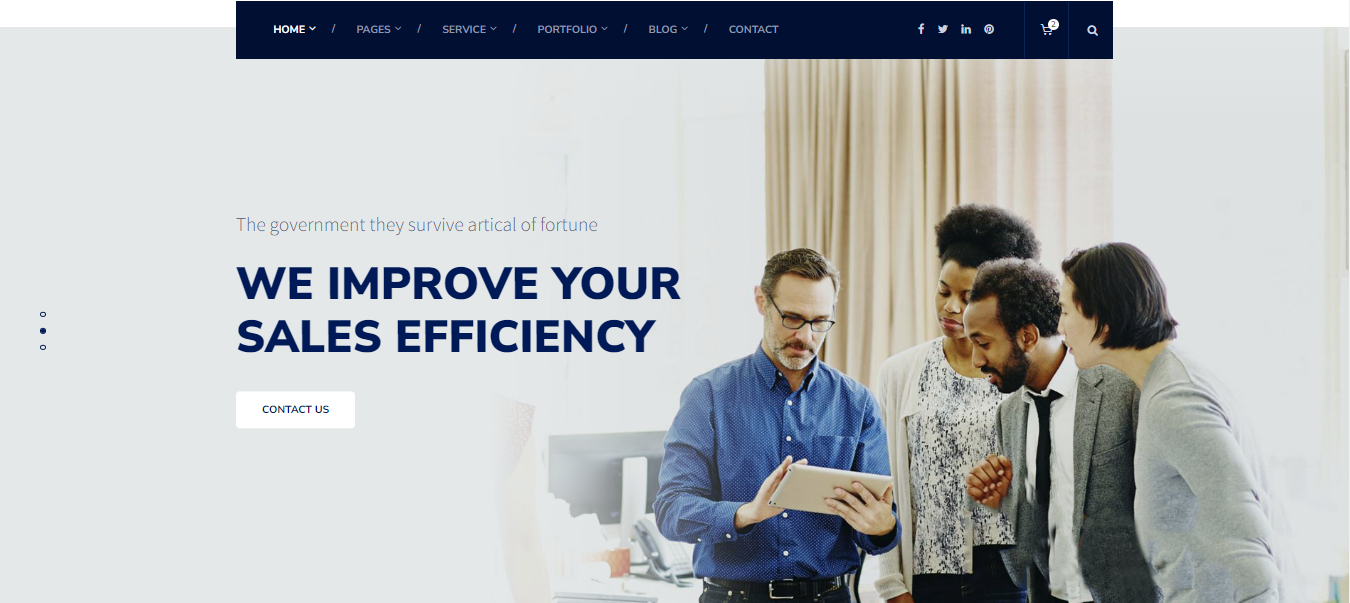 HOME / PAGES / SERVICE / PORTFOLIO / BLOG / CONTACT 2
The government they survive artical of fortune
WE IMPROVE YOUR
SALES EFFICIENCY
CONTACT US